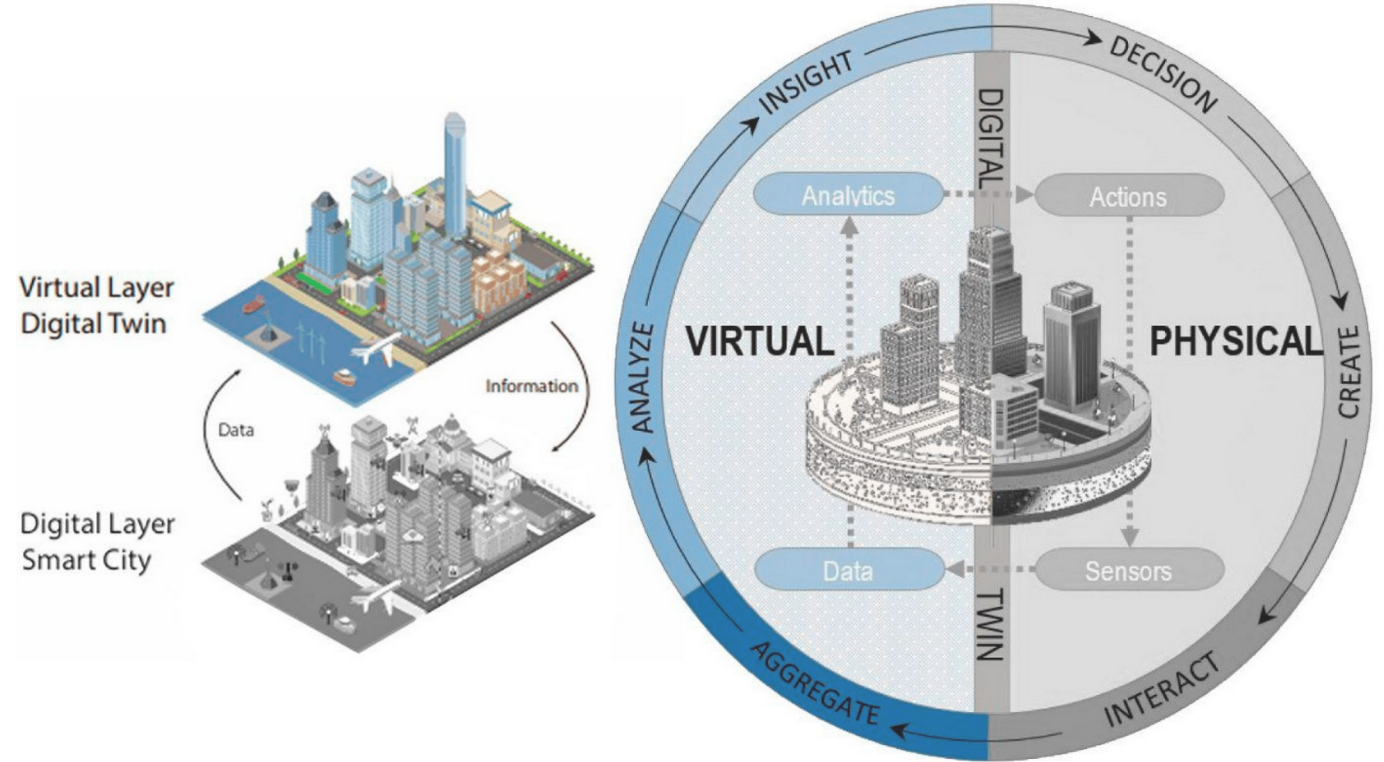 Virtual Layer
Digital Twin
Information
Data
Digital Layer
Smart City
INSIGHT
DECISION
ANALYZE
CREATE
AGGREGATE
INTERACT
DIGITAL
TWIN
Analytics
Actions
VIRTUAL
PHYSICAL
Data
Sensors